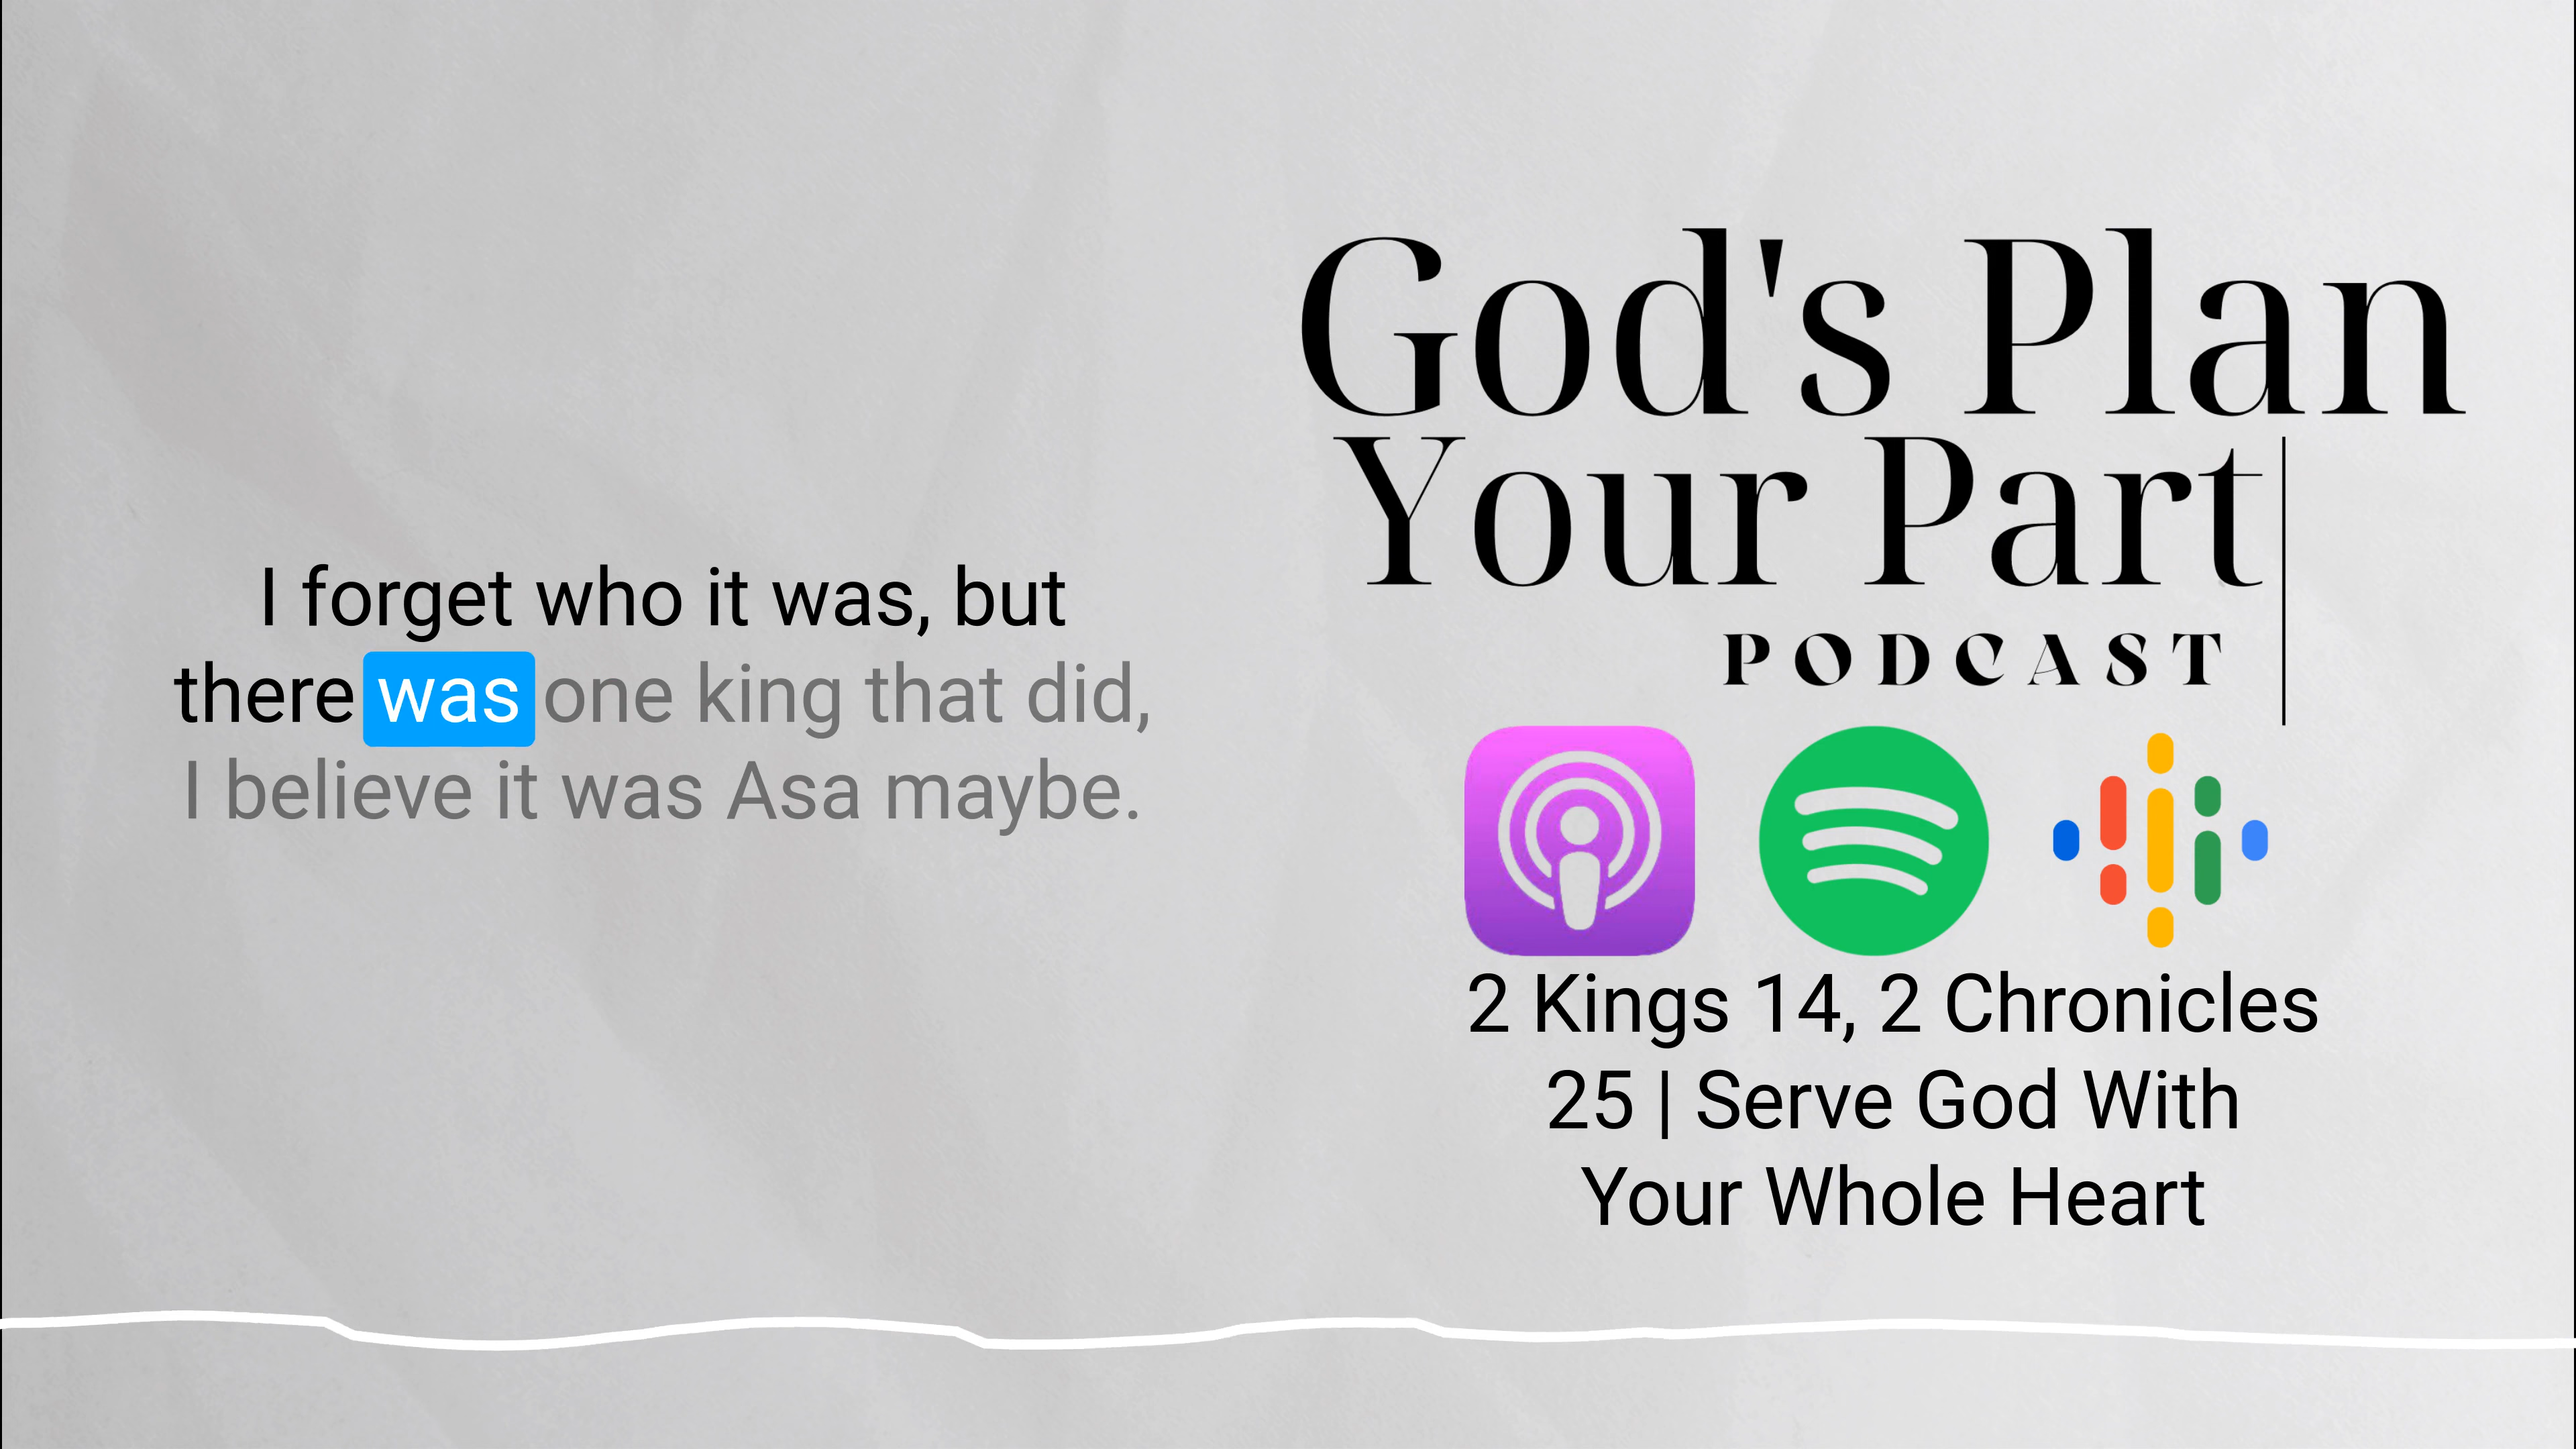 I forget who it was, but
there was one king that did,
I believe it was Asa maybe.
God's Plan
Your Part
PODCAST
2 Kings 14, 2 Chronicles
25 | Serve God With
Your Whole Heart